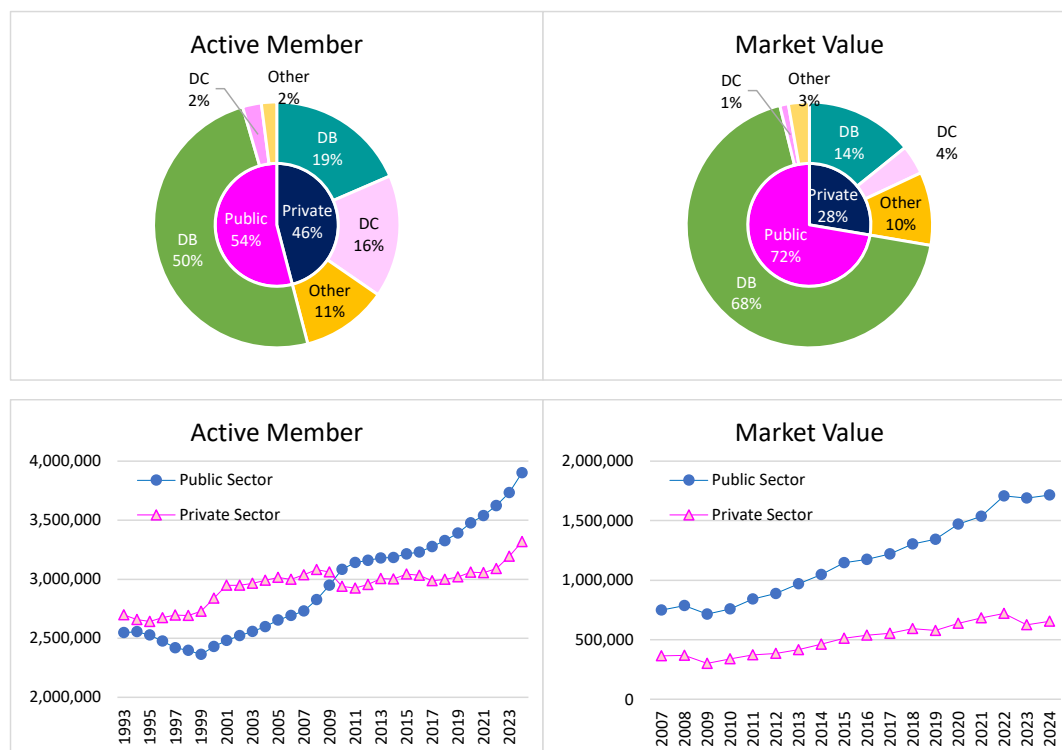 Active Member
DC
2%
Other
2%
DB
19%
Public
54%
Private
46%
DB
50%
DC
16%
Other
11%
Market Value
DC
1%
Other
3%
DB
14%
DC
4%
Private
28%
Other
10%
Public
72%
DB
68%
Active Member
4,000,000
3,500,000
3,000,000
2,500,000
2,000,000
Public Sector
Private Sector
1993
1995
1997
1999
2001
2003
2005
2007
2009
2011
2013
2015
2017
2019
2021
2023
Market Value
2,000,000
1,500,000
1,000,000
500,000
0
Public Sector
Private Sector
2007
2008
2009
2010
2011
2012
2013
2014
2015
2016
2017
2018
2019
2020
2021
2022
2023
2024